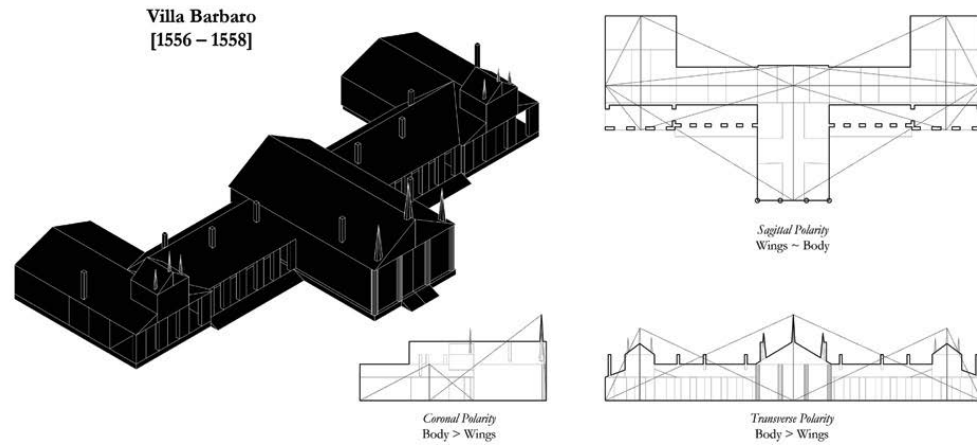 Villa Barbaro
[1556 – 1558]
Sagittal Polarity
Wings ~ Body
Coronal Polarity
Body > Wings
Transverse Polarity
Body > Wings